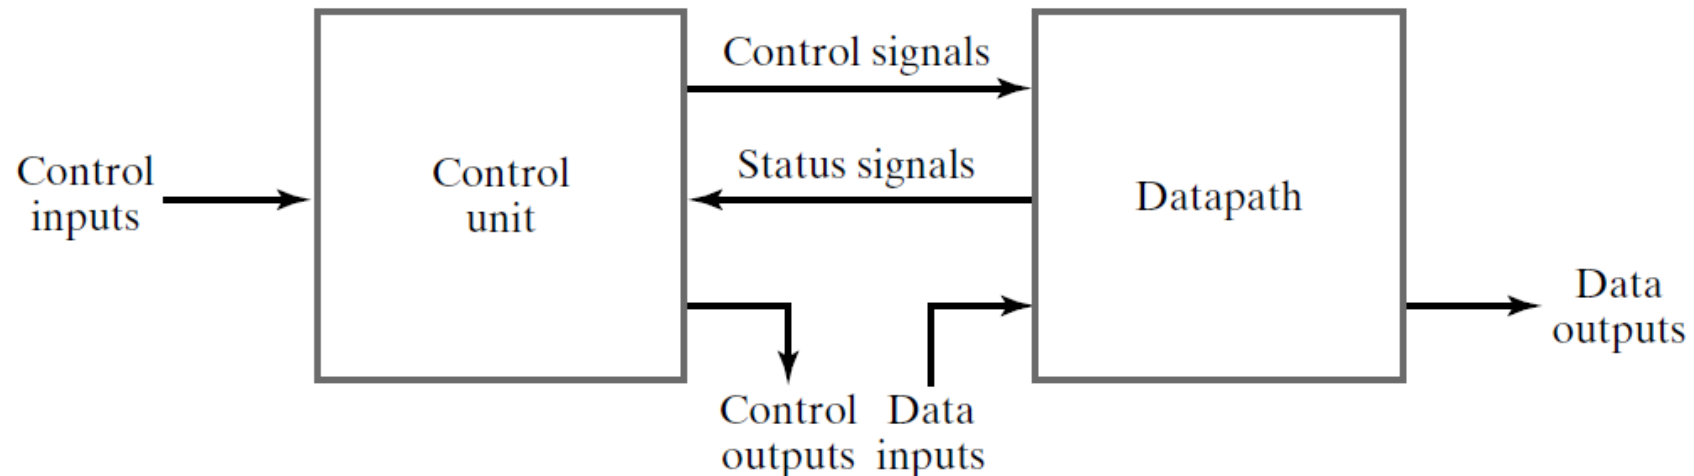 Control signals
Control
inputs
Control
unit
Status signals
Datapath
Data
outputs
Control
outputs
Data
inputs